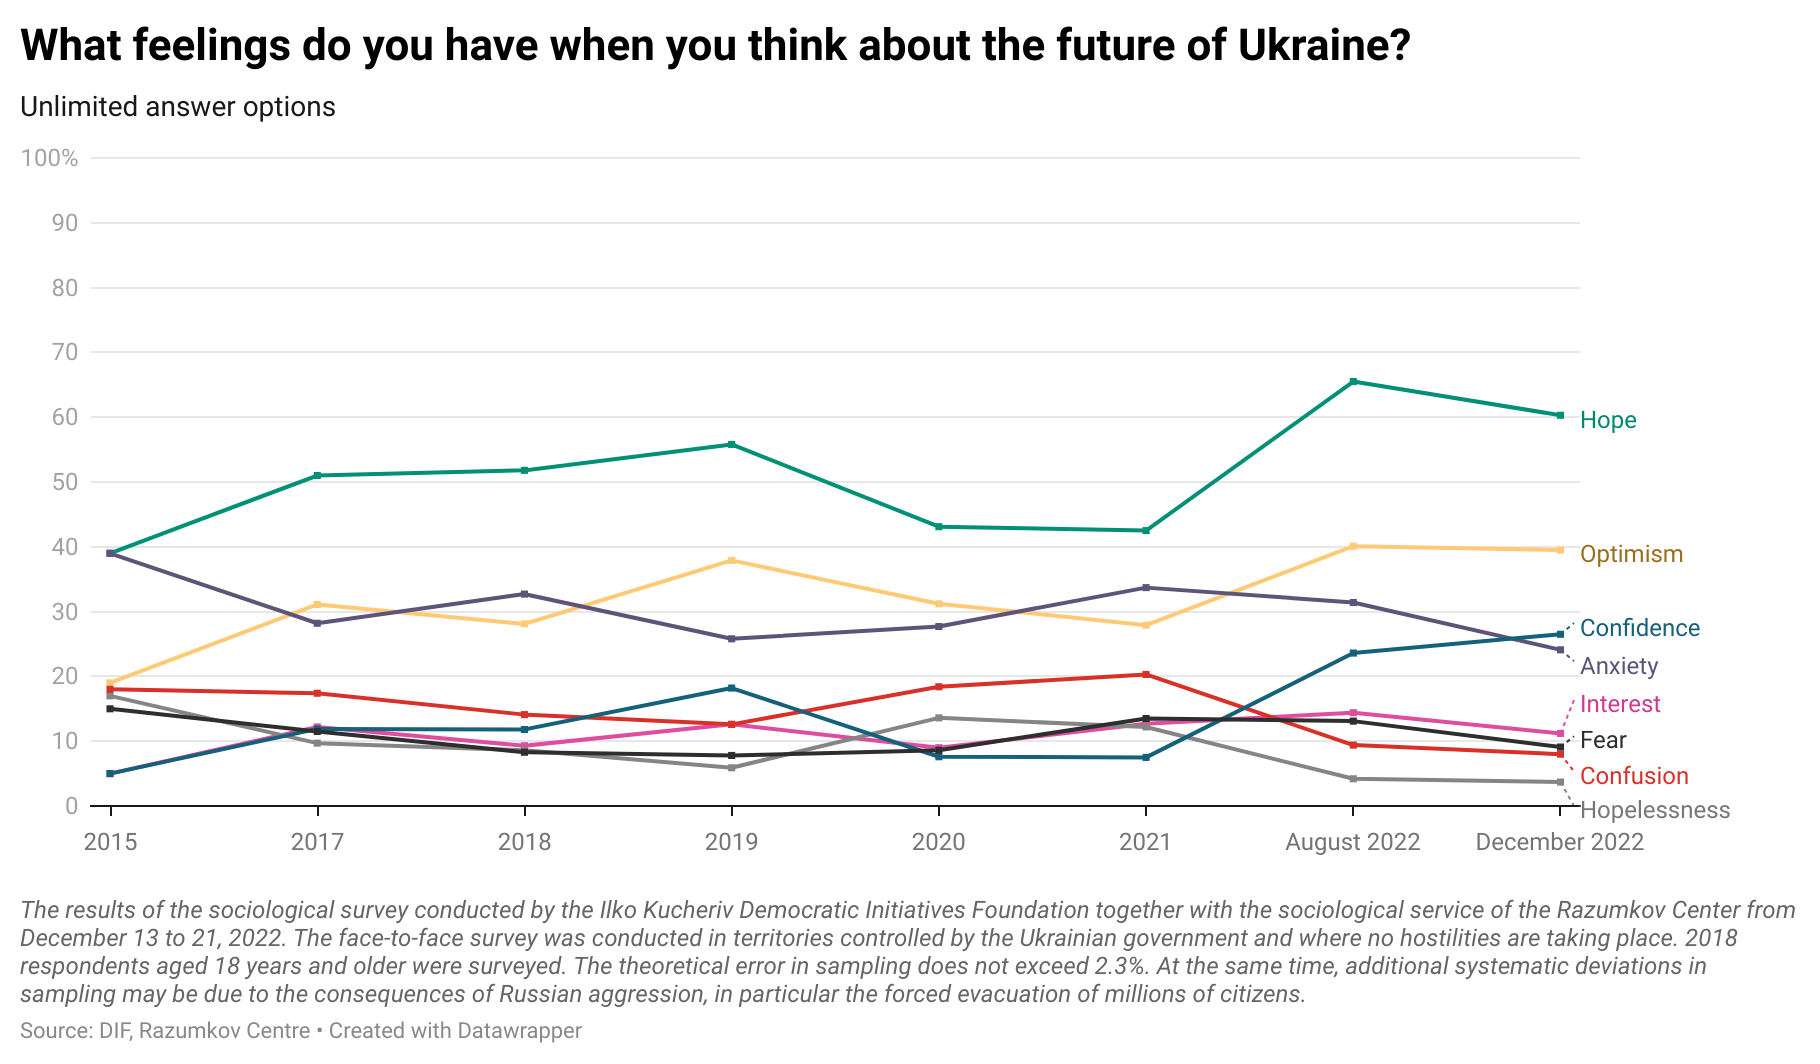 What feelings do you have when you think about the future of Ukraine?
Unlimited answer options
100%
90
80
70
60
50
40
30
20
10
0
Hope
Optimism
Confidence
Anxiety
Interest
Fear
Confusion
Hopelessness
2015 2017 2018 2019 2020 2021 August 2022 December 2022
The results of the sociological survey conducted by the Ilko Kucheriv Democratic Initiatives Foundation together with the sociological service of the Razumkov Center from
December 13 to 21, 2022. The face-to-face survey was conducted in territories controlled by the Ukrainian government and where no hostilities are taking place. 2018
respondents aged 18 years and older were surveyed. The theoretical error in sampling does not exceed 2.3%. At the same time, additional systematic deviations in
sampling may be due to the consequences of Russian aggression, in particular the forced evacuation of millions of citizens.
Source: DIF, Razumkov Centre • Created with Datawrapper